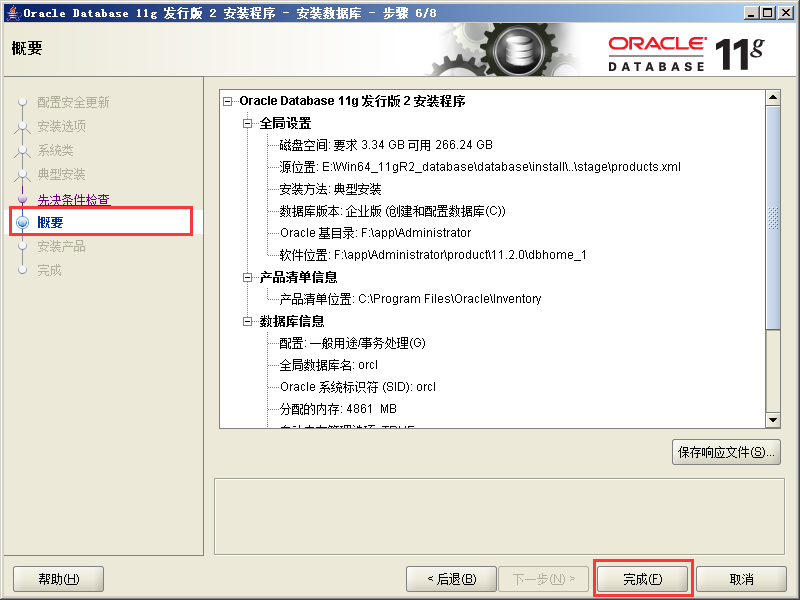 Oracle Database 11g 发行版 2 安装程序 - 安装数据库 - 步骤 6/8
概要
ORACLE®
DATABASE 11g
配置安全更新
安装选项
系统类
典型安装
先决条件检查
概要
安装产品
完成
Oracle Database 11g 发行版 2 安装程序
全局设置
磁盘空间: 要求 3.34 GB 可用 266.24 GB
源位置: E:\Win64_11gR2_database\database\install\..\stage\products.xml
安装方法: 典型安装
数据库版本: 企业版 (创建和配置数据库(C))
Oracle 基目录: F:\app\Administrator
软件位置: F:\app\Administrator\product\11.2.0\dbhome_1
产品清单信息
产品清单位置: C:\Program Files\Oracle\Inventory
数据库信息
配置: 一般用途/事务处理(G)
全局数据库名: orcl
Oracle 系统标识符 (SID): orcl
分配的内存: 4861 MB
自动内存管理选项: TRUE
保存响应文件(S)...
帮助(H)
< 后退(B)
下一步(N) >
完成(F)
取消